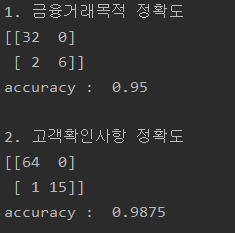 1. 금융거래목적 정확도
[[32  0]
 [ 2  6]]
accuracy :  0.95
2. 고객확인사항 정확도
[[64  0]
 [ 1 15]]
accuracy :  0.9875